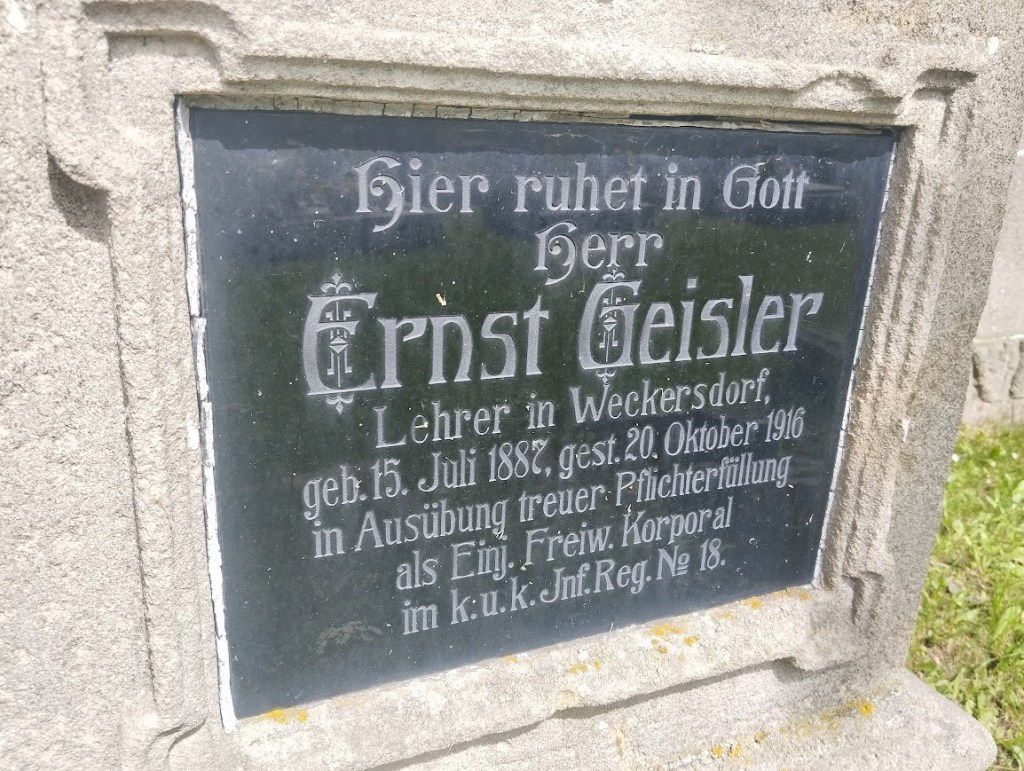 Hier ruhet in Gott
Herr
Ernst Geisler
Lehrer in Weckersdorf,
geb. 15. Juli 1887, gest. 20. Oktober 1916
in Ausübung treuer Pflichterfüllung
als Einj. Freiw. Korporal
im k. u. k. Jnf. Reg. № 18.